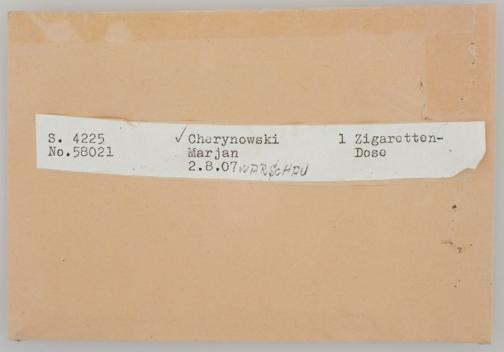 S. 4225 ✓ Cherynowski 1 Zigaretten-
No.58021 Marjan Dose
2.8.07